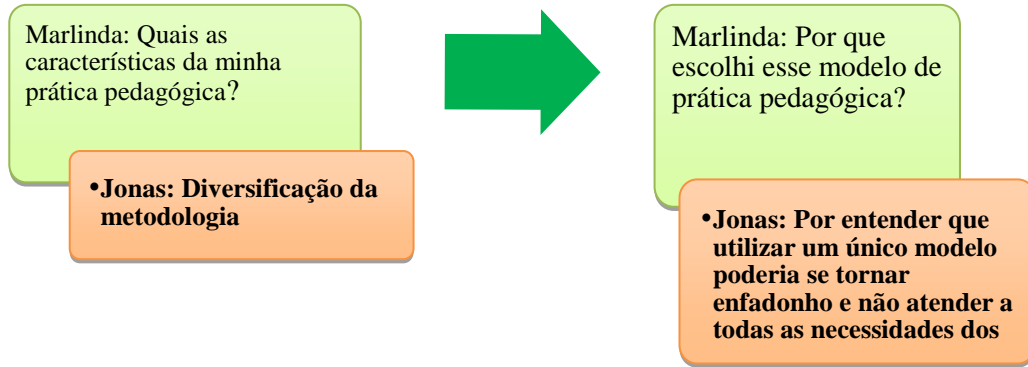 Marlinda: Quais as
características da minha
prática pedagógica?
•Jonas: Diversificação da
metodologia
Marlinda: Por que
escolhi esse modelo de
prática pedagógica?
•Jonas: Por entender que
utilizar um único modelo
poderia se tornar
enfadonho e não atender a
todas as necessidades dos